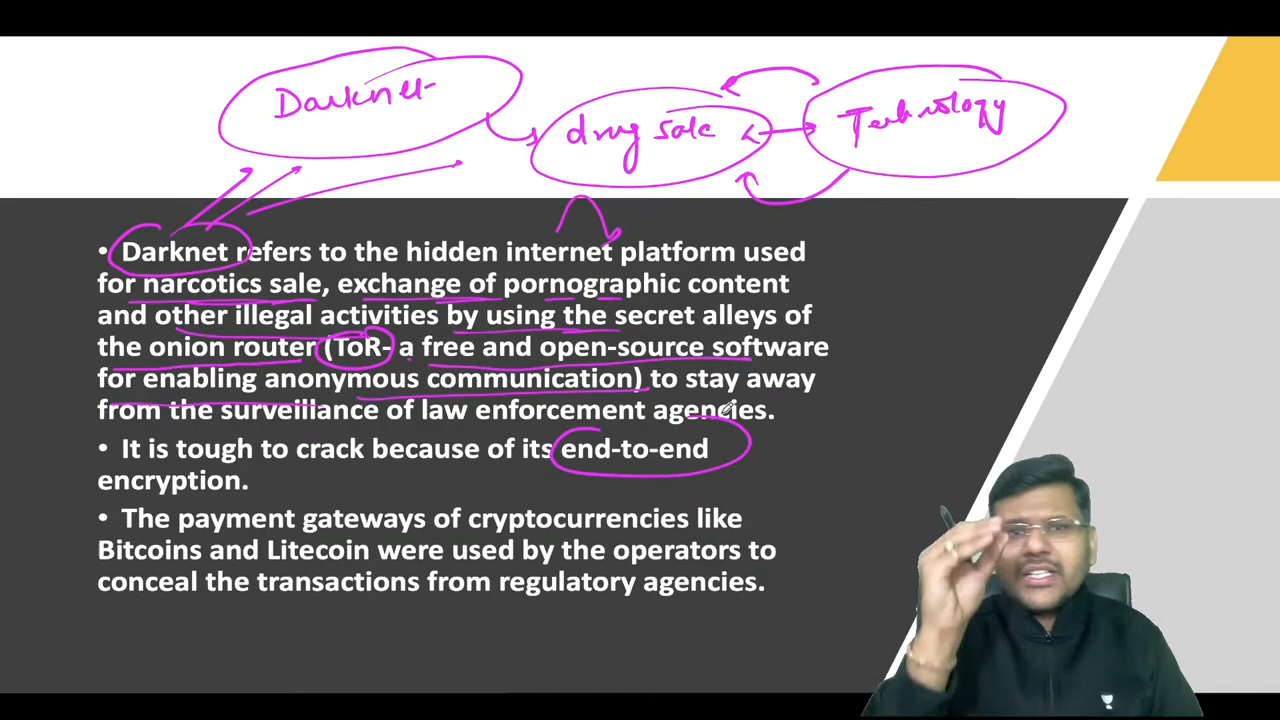 Darknet
drug sale
Technology
• Darknet refers to the hidden internet platform used
for narcotics sale, exchange of pornographic content
and other illegal activities by using the secret alleys of
the onion router (ToR- a free and open-source software
for enabling anonymous communication) to stay away
from the surveillance of law enforcement agencies.
• It is tough to crack because of its end-to-end
encryption.
• The payment gateways of cryptocurrencies like
Bitcoins and Litecoin were used by the operators to
conceal the transactions from regulatory agencies.